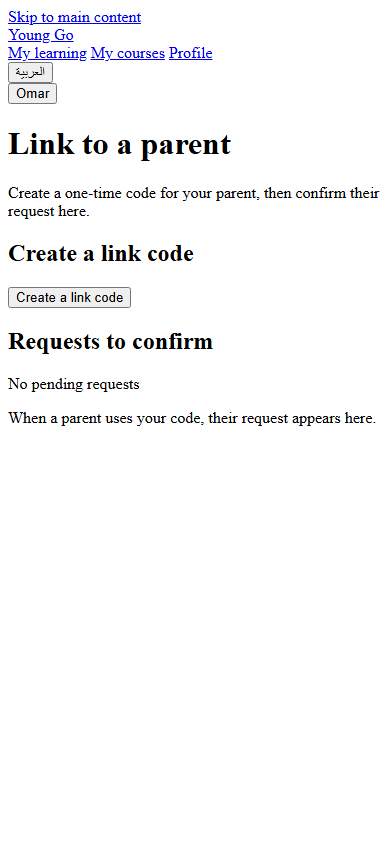 Skip to main content
Young Go
My learning My courses Profile
العربية
Omar
Link to a parent
Create a one-time code for your parent, then confirm their
request here.
Create a link code
Create a link code
Requests to confirm
No pending requests
When a parent uses your code, their request appears here.